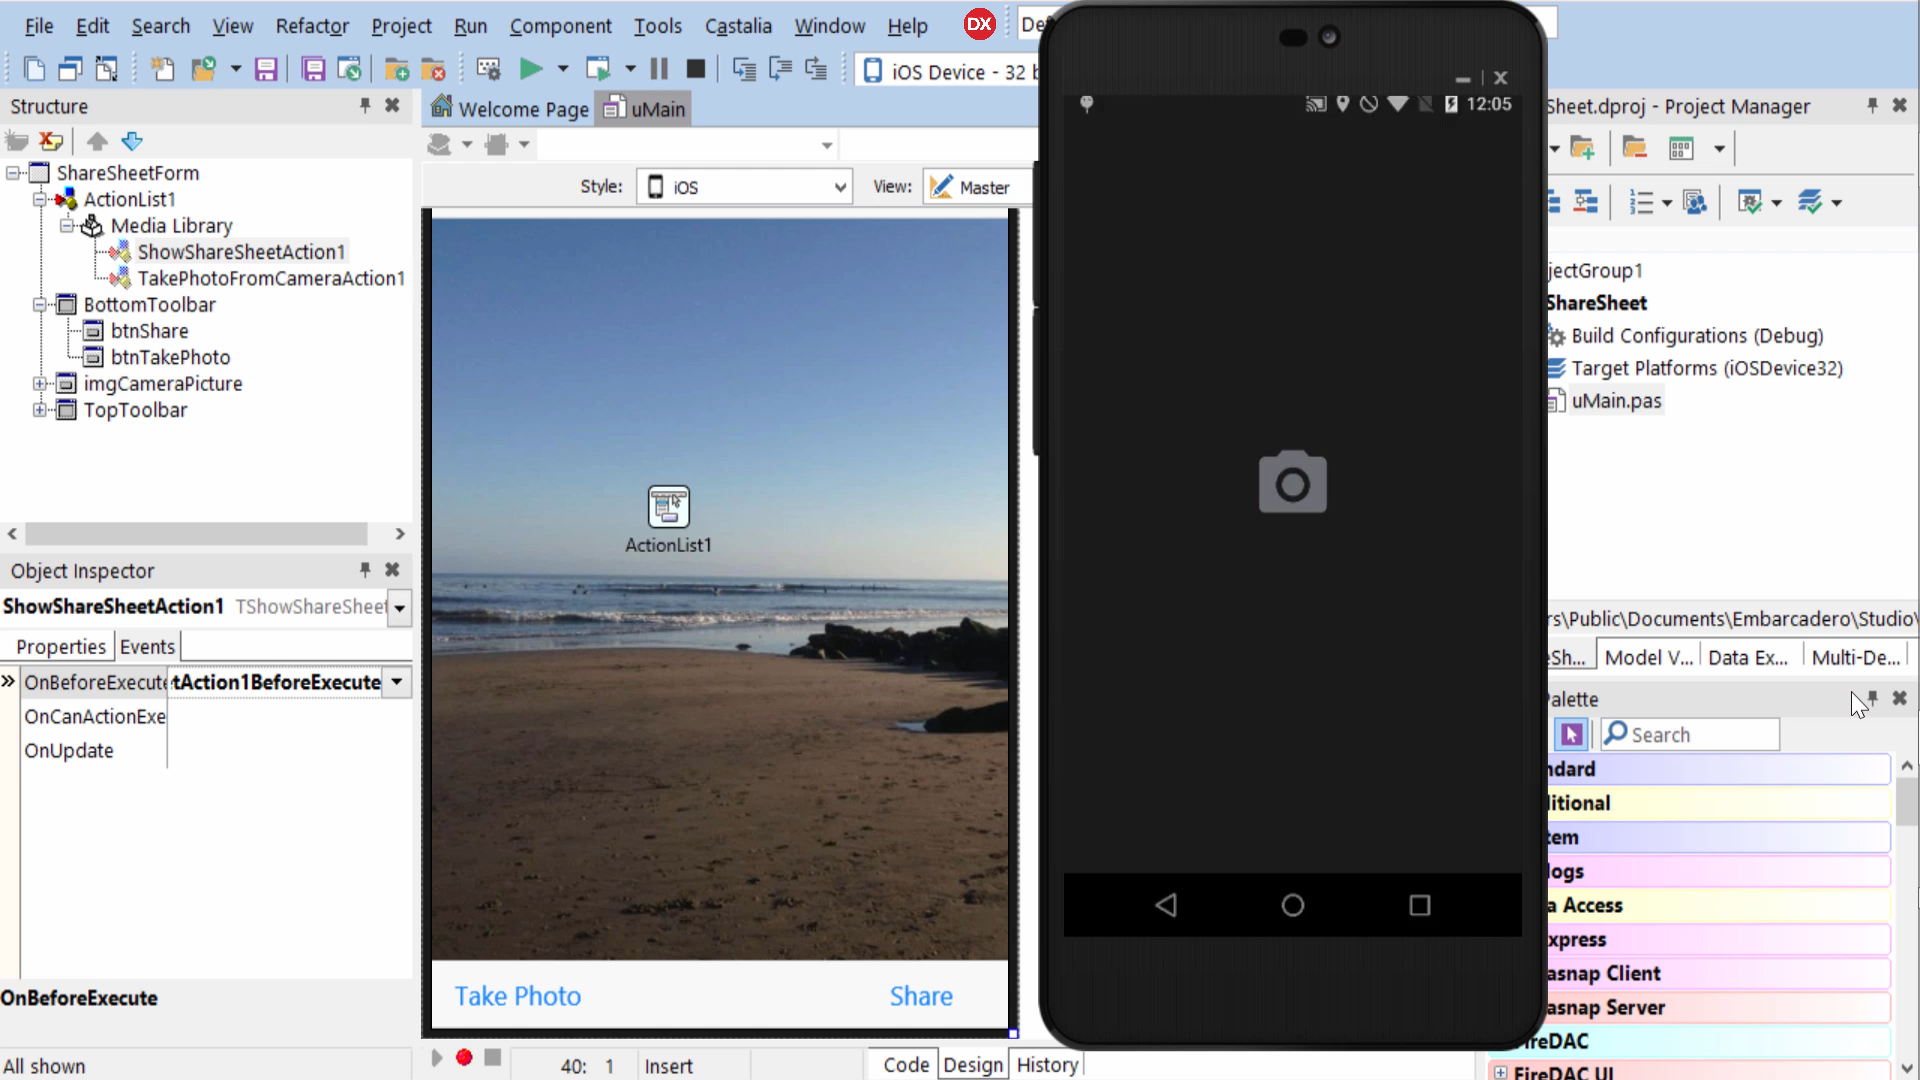 File Edit Search View Refactor Project Run Component Tools Castalia Window Help DX De
iOS Device - 32 b
Structure
Welcome Page uMain
Style: iOS View: Master
ShareSheetForm
ActionList1
Media Library
ShowShareSheetAction1
TakePhotoFromCameraAction1
BottomToolbar
btnShare
btnTakePhoto
imgCameraPicture
TopToolbar
Object Inspector
ShowShareSheetAction1 TShowShareSheet
Properties Events
OnBeforeExecute tAction1BeforeExecute
OnCanActionExe
OnUpdate
OnBeforeExecute
All shown
ActionList1
Take Photo Share
40: 1 Insert
Code Design History
12:05
Sheet.dproj - Project Manager
jectGroup1
ShareSheet
Build Configurations (Debug)
Target Platforms (iOSDevice32)
uMain.pas
rs\Public\Documents\Embarcadero\Studio\
eSh... Model V... Data Ex... Multi-De...
Palette
Search
ndard
litional
tem
logs
a Access
xpress
asnap Client
asnap Server
FireDAC
FireDAC UI